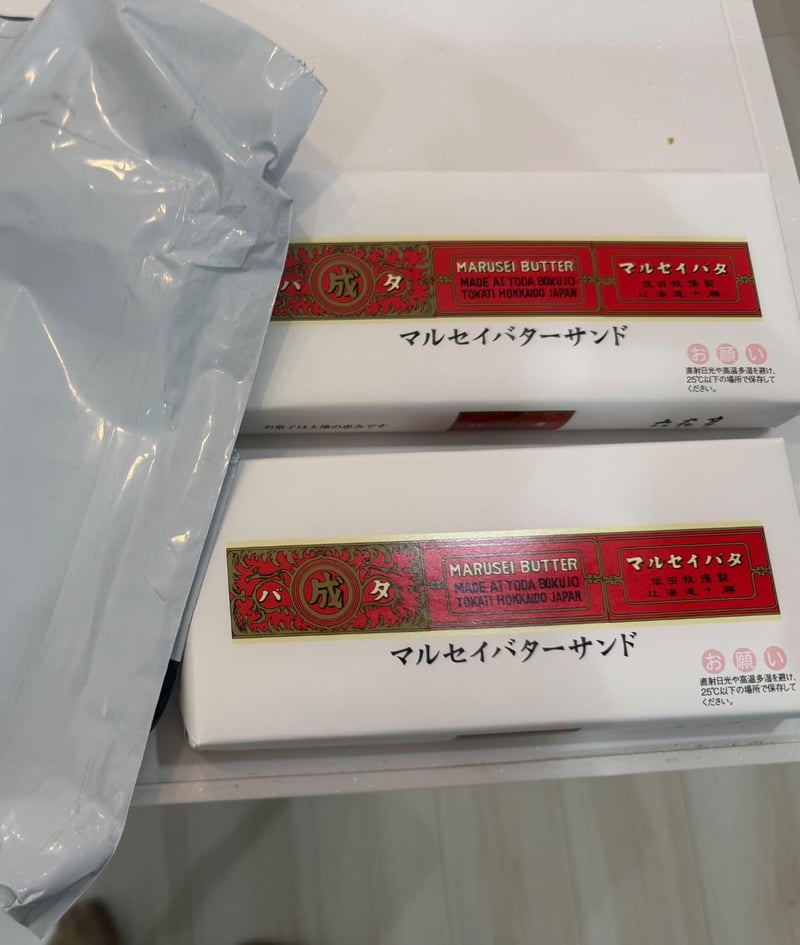 バ 成 タ
MARUSEI BUTTER
MADE AT YODA BOKUJO
TOKATI HOKKAIDO JAPAN
マルセイバタ
依田牧場製
北海道十勝
マルセイバターサンド
お願い
直射日光や高温多湿を避け、
25℃以下の場所で保存して
ください。
お菓子は大地の恵みです
六花亭
バ 成 タ
MARUSEI BUTTER
MADE AT YODA BOKUJO
TOKATI HOKKAIDO JAPAN
マルセイバタ
依田牧場製
北海道十勝
マルセイバターサンド
お願い
直射日光や高温多湿を避け、
25℃以下の場所で保存して
ください。